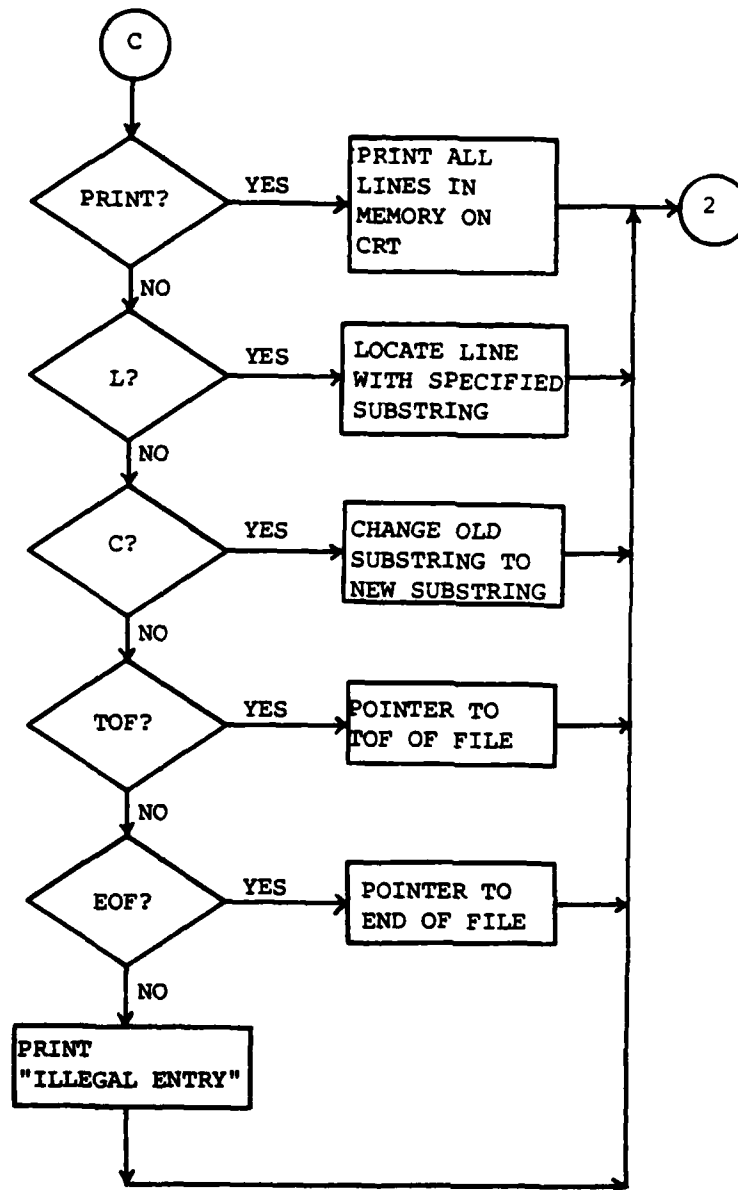 C
PRINT?
YES
PRINT ALL
LINES IN
MEMORY ON
CRT
2
NO
L?
YES
LOCATE LINE
WITH SPECIFIED
SUBSTRING
NO
C?
YES
CHANGE OLD
SUBSTRING TO
NEW SUBSTRING
NO
TOF?
YES
POINTER TO
TOF OF FILE
NO
EOF?
YES
POINTER TO
END OF FILE
NO
PRINT
"ILLEGAL ENTRY"